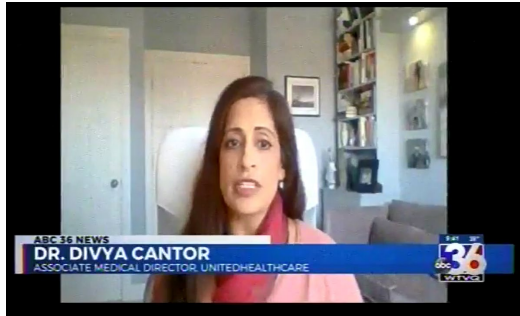 ABC 36 NEWS
DR. DIVYA CANTOR
ASSOCIATE MEDICAL DIRECTOR, UNITEDHEALTHCARE
abc 36
WTVQ